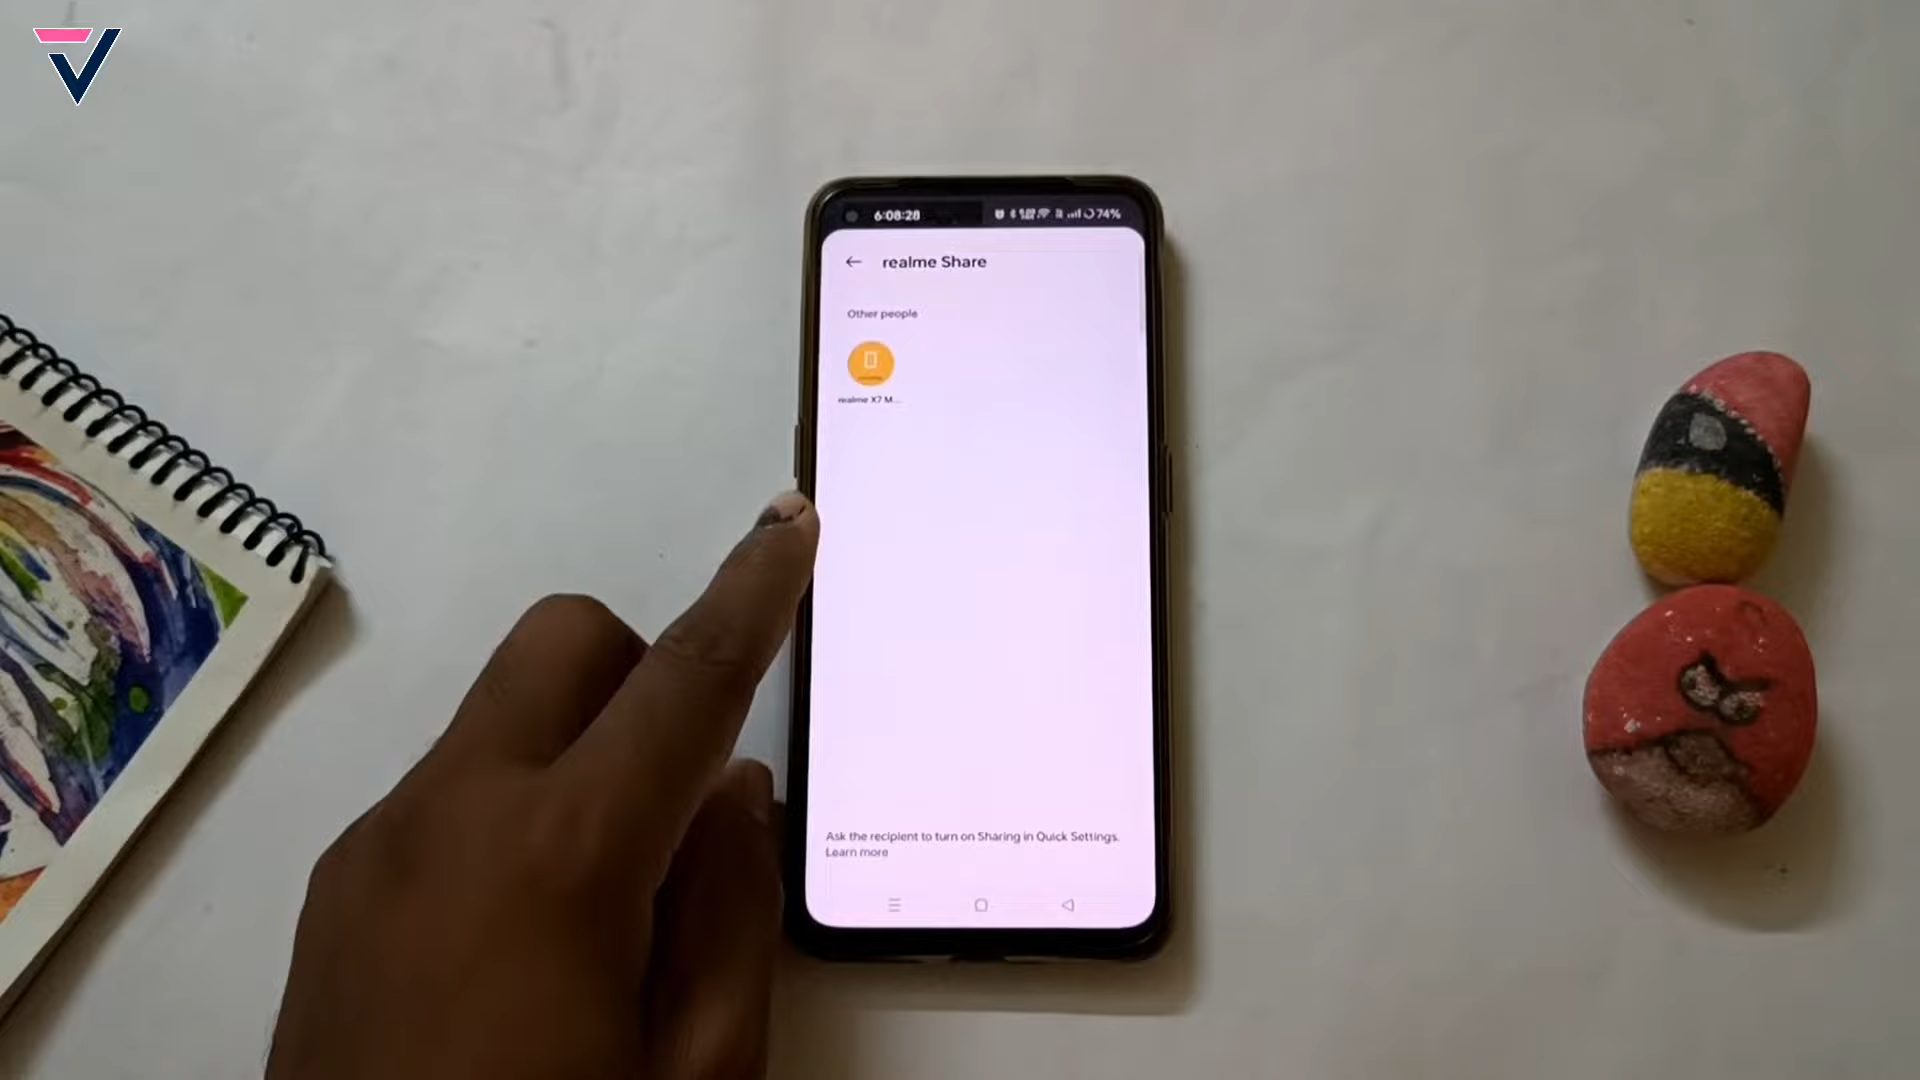 6:08:28
74%
realme Share
Other people
realme X7 M...
Ask the recipient to turn on Sharing in Quick Settings.
Learn more